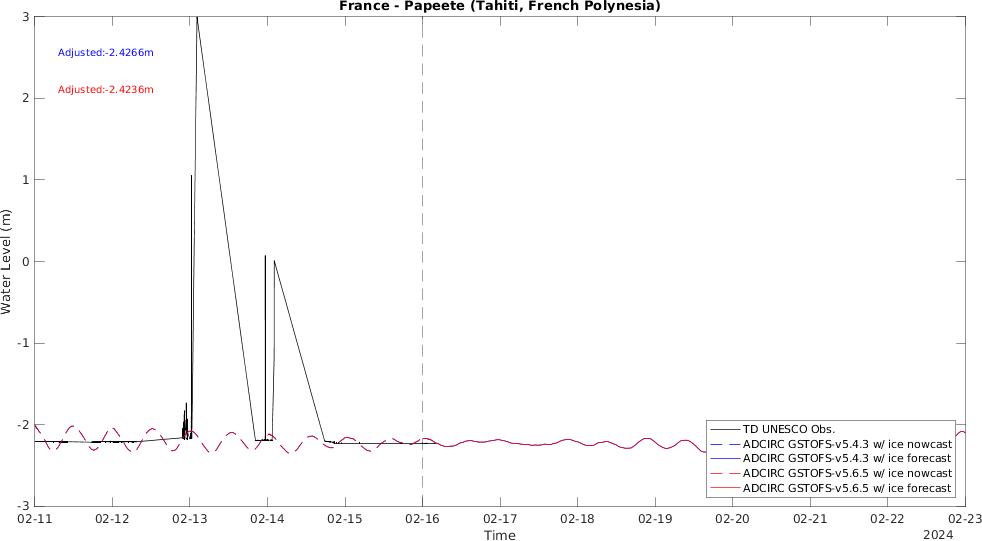 France - Papeete (Tahiti, French Polynesia)
3
Adjusted:-2.4266m
Adjusted:-2.4236m
2
1
0
-1
-2
-3
Water Level (m)
TD UNESCO Obs.
ADCIRC GSTOFS-v5.4.3 w/ ice nowcast
ADCIRC GSTOFS-v5.4.3 w/ ice forecast
ADCIRC GSTOFS-v5.6.5 w/ ice nowcast
ADCIRC GSTOFS-v5.6.5 w/ ice forecast
02-11 02-12 02-13 02-14 02-15 02-16 02-17 02-18 02-19 02-20 02-21 02-22 02-23
Time
2024